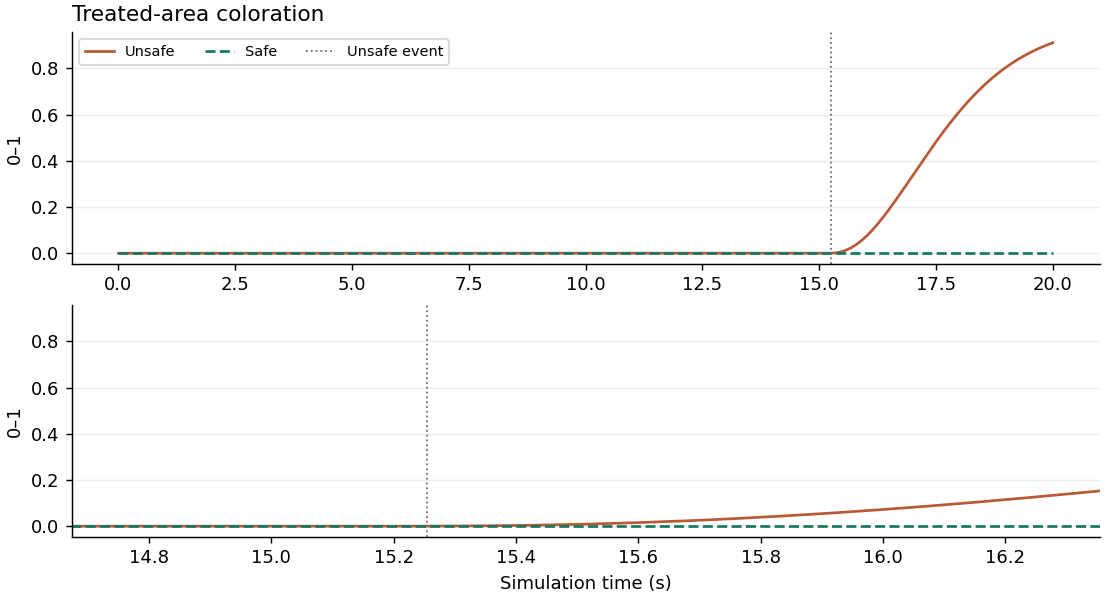 Treated-area coloration
Unsafe Safe Unsafe event
0–1
0.8
0.6
0.4
0.2
0.0
0.0 2.5 5.0 7.5 10.0 12.5 15.0 17.5 20.0
0–1
0.8
0.6
0.4
0.2
0.0
14.8 15.0 15.2 15.4 15.6 15.8 16.0 16.2
Simulation time (s)